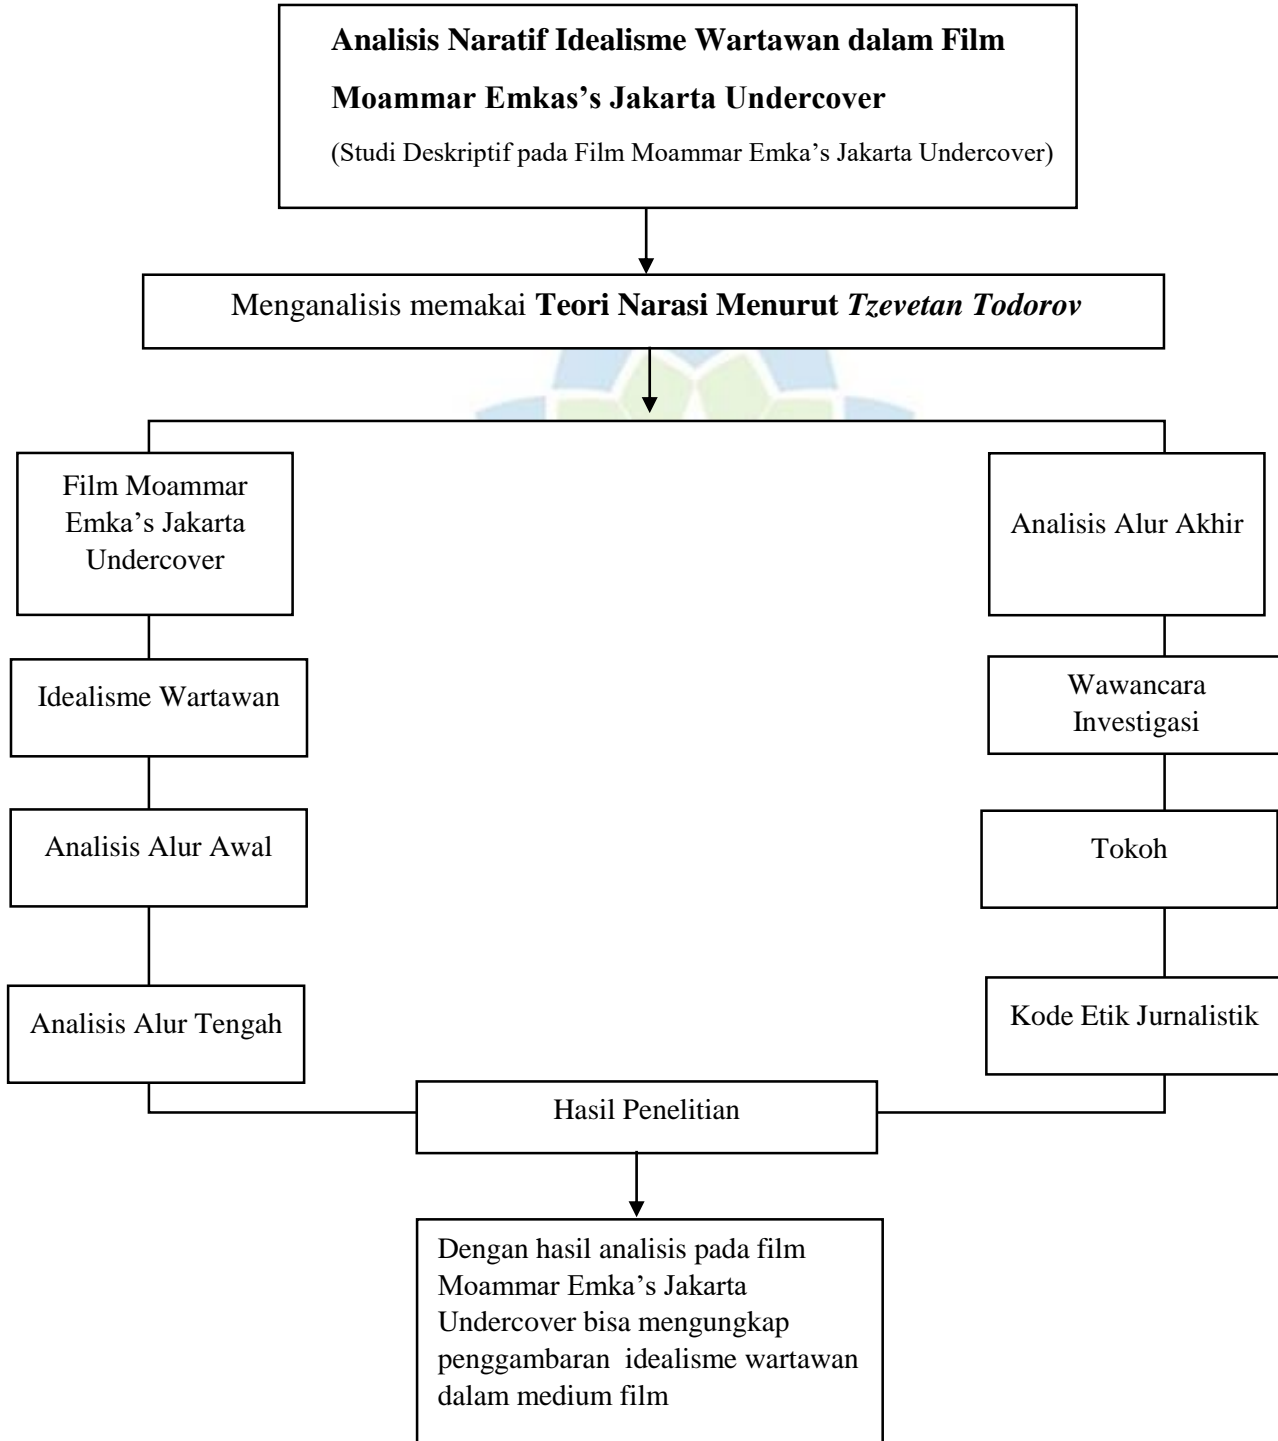 Analisis Naratif Idealisme Wartawan dalam Film
Moammar Emkas's Jakarta Undercover
(Studi Deskriptif pada Film Moammar Emka's Jakarta Undercover)
Menganalisis memakai Teori Narasi Menurut Tzevetan Todorov
Film Moammar
Emka's Jakarta
Undercover
Idealisme Wartawan
Analisis Alur Awal
Analisis Alur Tengah
Analisis Alur Akhir
Wawancara
Investigasi
Tokoh
Kode Etik Jurnalistik
Hasil Penelitian
Dengan hasil analisis pada film
Moammar Emka's Jakarta
Undercover bisa mengungkap
penggambaran idealisme wartawan
dalam medium film